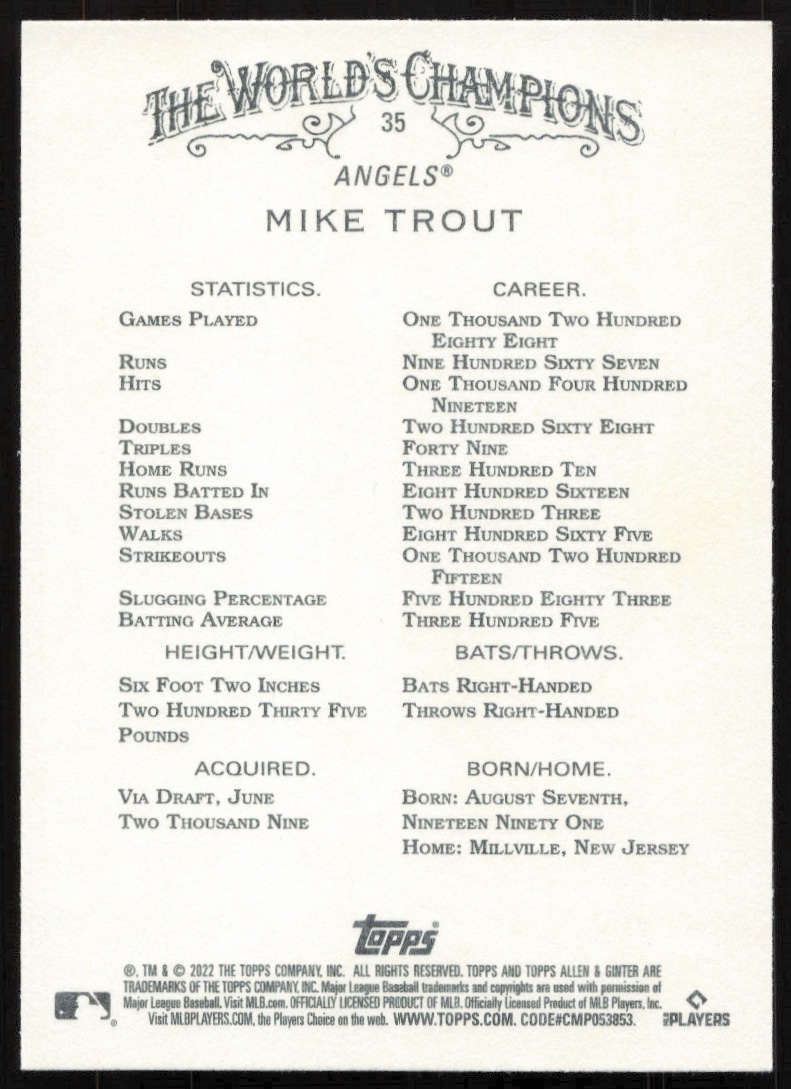 THE WORLD'S CHAMPIONS
35
ANGELS®
MIKE TROUT
STATISTICS. CAREER.
GAMES PLAYED ONE THOUSAND TWO HUNDRED
EIGHTY EIGHT
RUNS NINE HUNDRED SIXTY SEVEN
HITS ONE THOUSAND FOUR HUNDRED
NINETEEN
DOUBLES TWO HUNDRED SIXTY EIGHT
TRIPLES FORTY NINE
HOME RUNS THREE HUNDRED TEN
RUNS BATTED IN EIGHT HUNDRED SIXTEEN
STOLEN BASES TWO HUNDRED THREE
WALKS EIGHT HUNDRED SIXTY FIVE
STRIKEOUTS ONE THOUSAND TWO HUNDRED
FIFTEEN
SLUGGING PERCENTAGE FIVE HUNDRED EIGHTY THREE
BATTING AVERAGE THREE HUNDRED FIVE
HEIGHT/WEIGHT. BATS/THROWS.
SIX FOOT TWO INCHES BATS RIGHT-HANDED
TWO HUNDRED THIRTY FIVE THROWS RIGHT-HANDED
POUNDS
ACQUIRED. BORN/HOME.
VIA DRAFT, JUNE BORN: AUGUST SEVENTH,
TWO THOUSAND NINE NINETEEN NINETY ONE
HOME: MILLVILLE, NEW JERSEY
topps®
®, TM & © 2022 THE TOPPS COMPANY, INC. ALL RIGHTS RESERVED. TOPPS AND TOPPS ALLEN & GINTER ARE
TRADEMARKS OF THE TOPPS COMPANY, INC. Major League Baseball trademarks and copyrights are used with permission of
Major League Baseball. Visit MLB.com. OFFICIALLY LICENSED PRODUCT OF MLB. Officially Licensed Product of MLB Players, Inc.
Visit MLBPLAYERS.COM, the Players Choice on the web. WWW.TOPPS.COM. CODE#CMP053853.
MLB PLAYERS